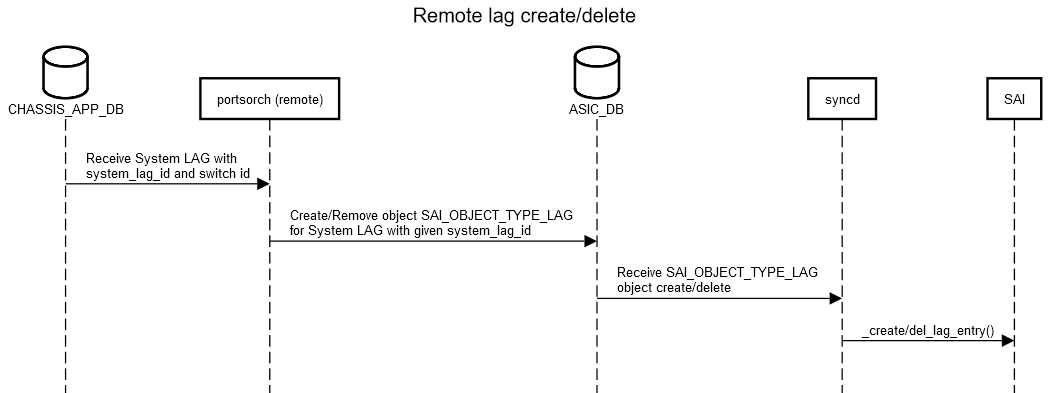 Remote lag create/delete
CHASSIS_APP_DB
portsorch (remote)
ASIC_DB
syncd
SAI
Receive System LAG with
system_lag_id and switch id
Create/Remove object SAI_OBJECT_TYPE_LAG
for System LAG with given system_lag_id
Receive SAI_OBJECT_TYPE_LAG
object create/delete
_create/del_lag_entry()